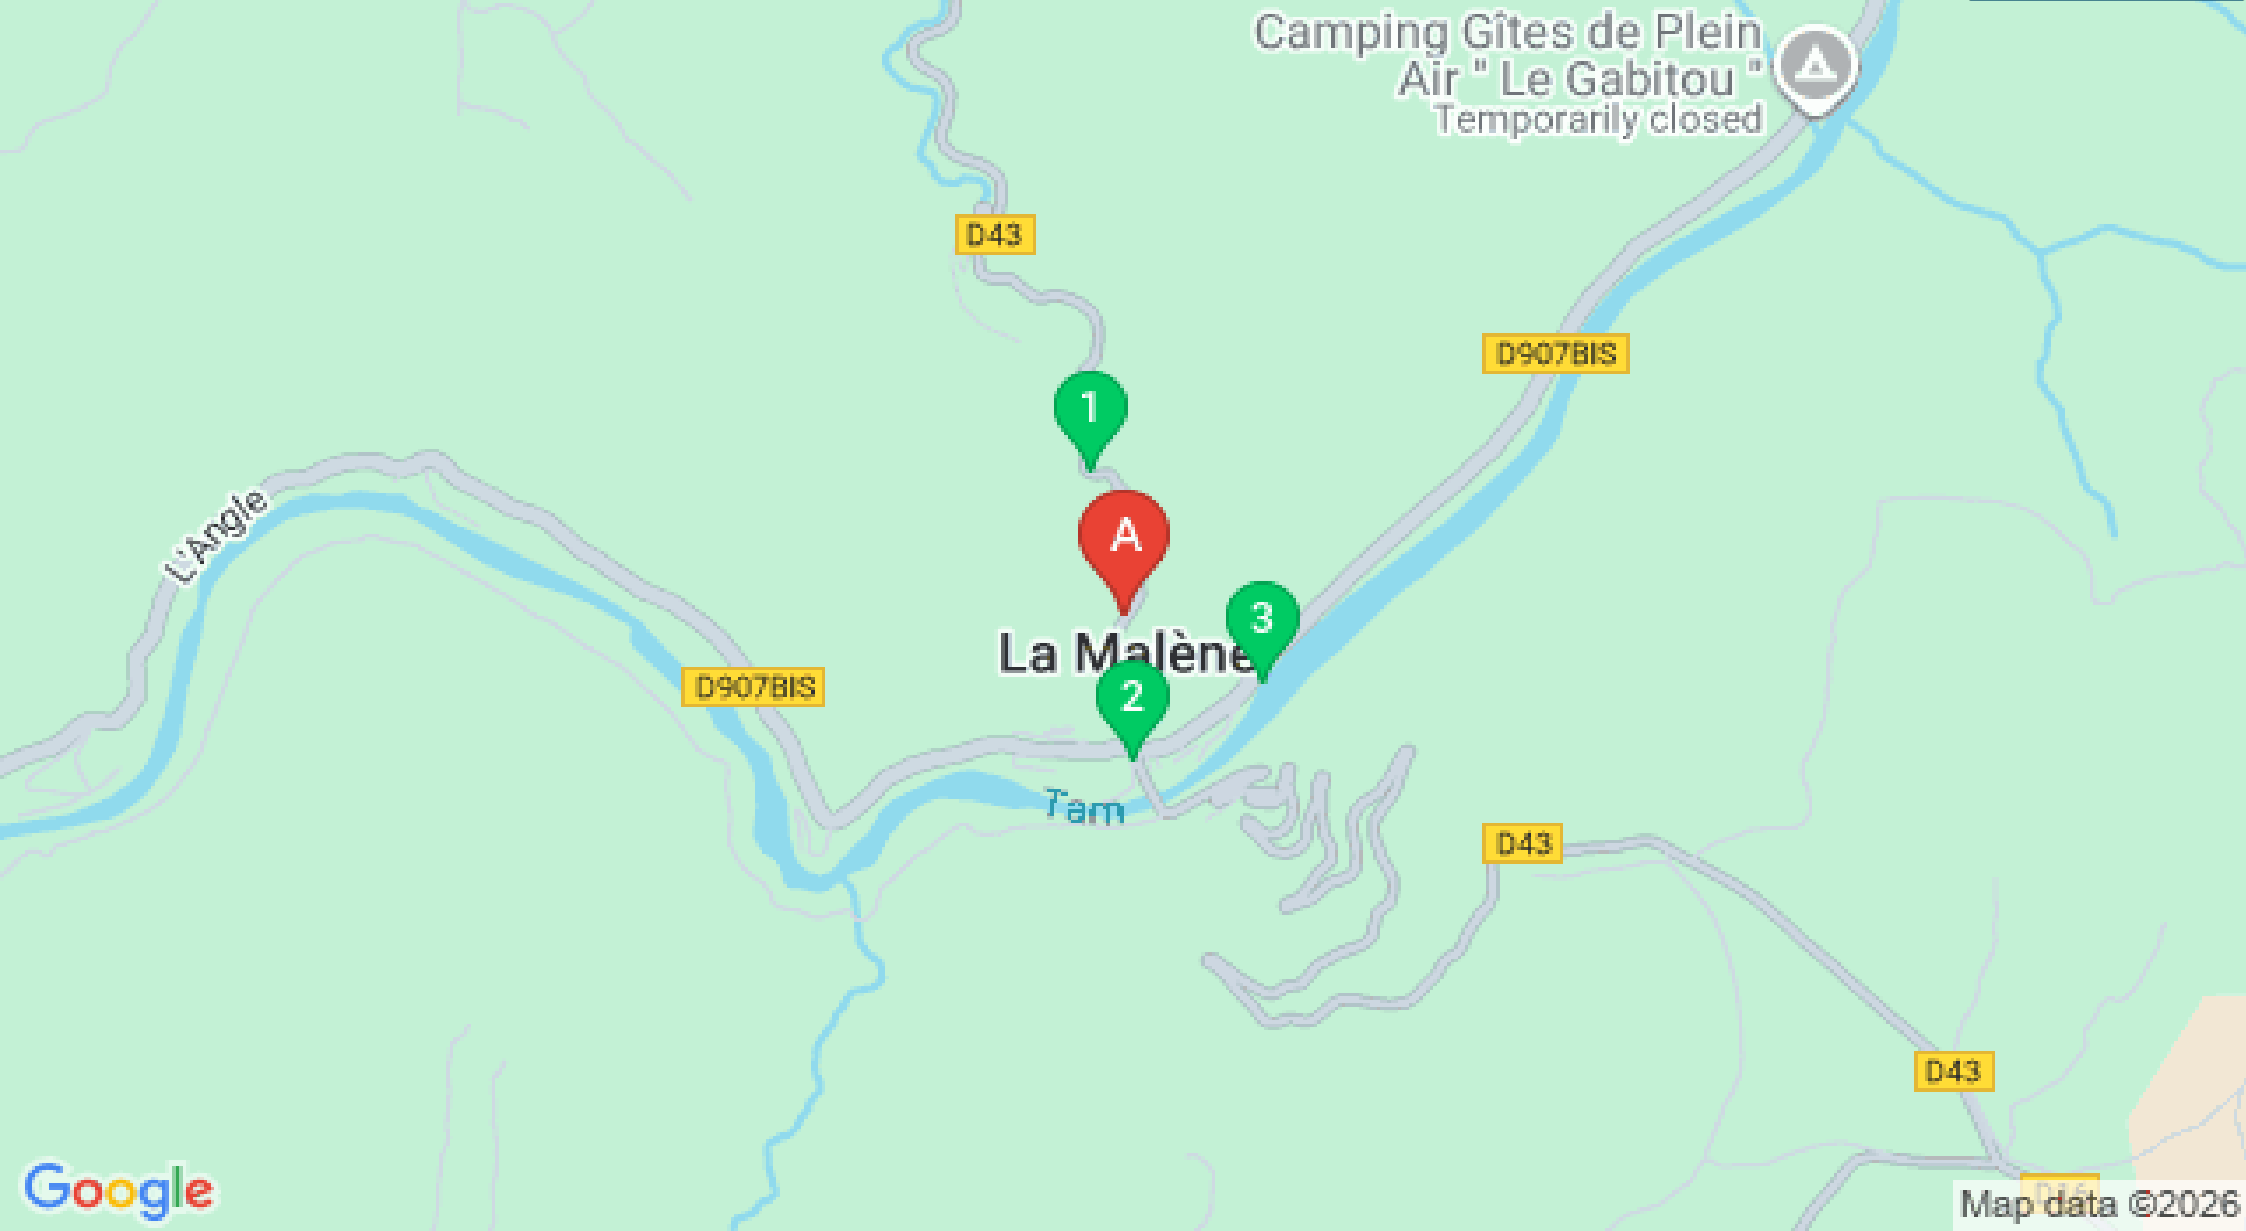 Camping Gîtes de Plein
Air " Le Gabitou "
Temporarily closed
D43
D907BIS
1
L'Angle
A
3
La Malène
D907BIS
2
Tarn
D43
D43
Google
Map data ©2026